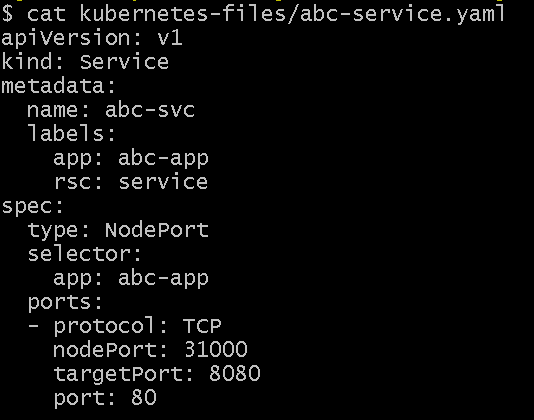 $ cat kubernetes-files/abc-service.yaml
apiVersion: v1
kind: Service
metadata:
  name: abc-svc
  labels:
    app: abc-app
    rsc: service
spec:
  type: NodePort
  selector:
    app: abc-app
  ports:
  - protocol: TCP
    nodePort: 31000
    targetPort: 8080
    port: 80